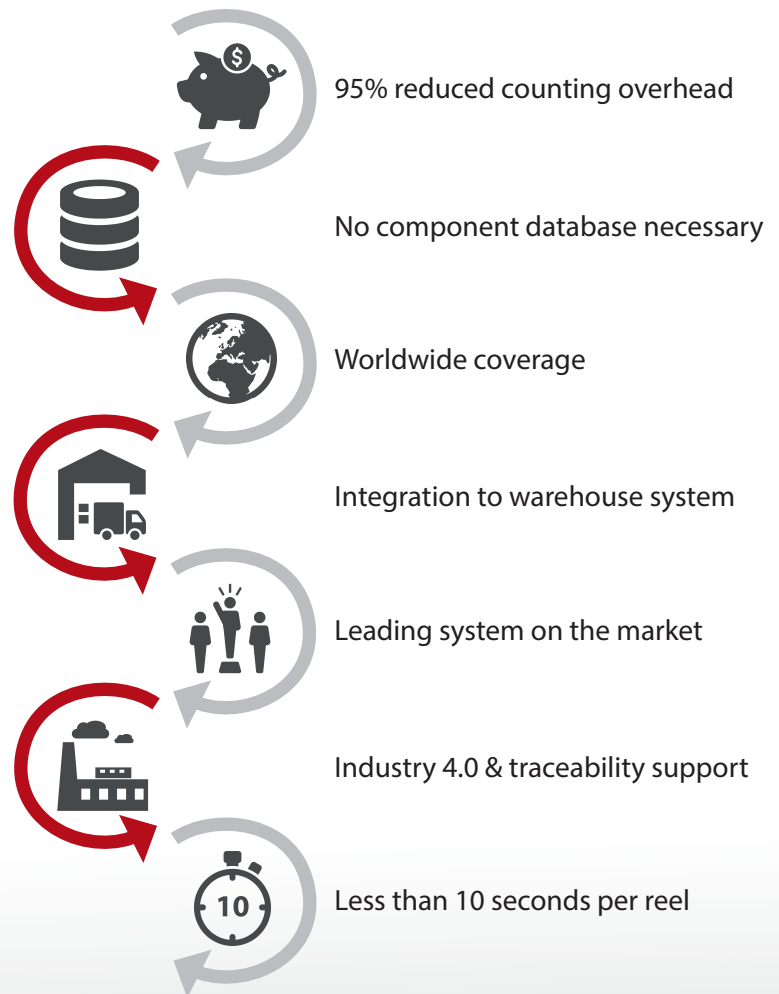 $
95% reduced counting overhead
No component database necessary
Worldwide coverage
Integration to warehouse system
Leading system on the market
Industry 4.0 & traceability support
10
Less than 10 seconds per reel